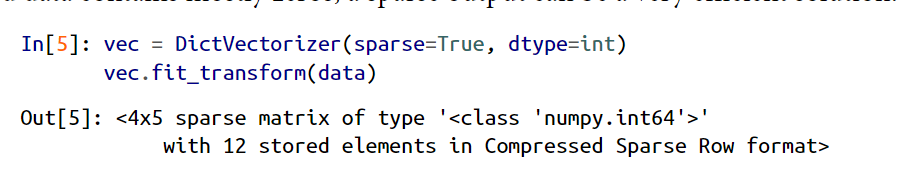 In[5]: vec = DictVectorizer(sparse=True, dtype=int)
vec.fit_transform(data)
Out[5]: <4x5 sparse matrix of type '<class 'numpy.int64'>'
with 12 stored elements in Compressed Sparse Row format>